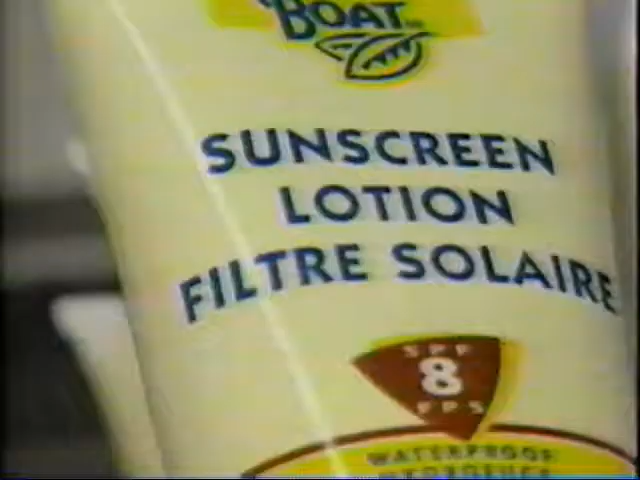 BOAT
SUNSCREEN
LOTION
FILTRE SOLAIRE
SPF
8
FPS
WATERPROOF